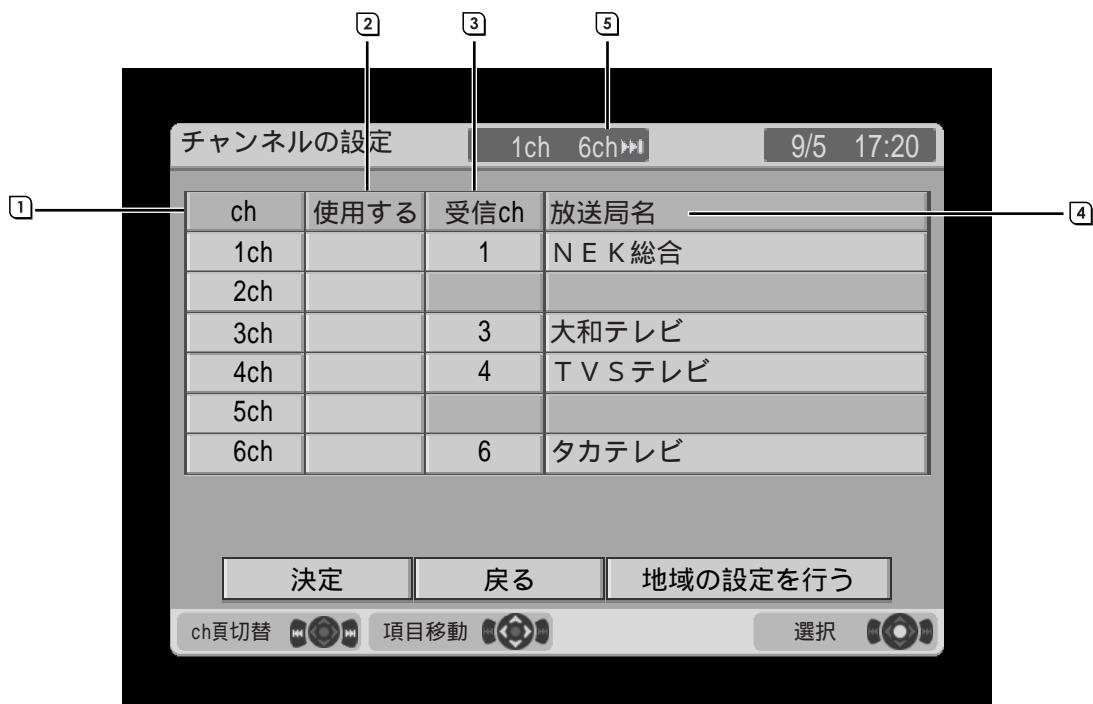 2 3 5
チャンネルの設定 1ch 6ch⏭ 9/5 17:20
1
ch 使用する 受信ch 放送局名
4
1ch 1 ＮＥＫ総合
2ch
3ch 3 大和テレビ
4ch 4 ＴＶＳテレビ
5ch
6ch 6 タカテレビ
決定 戻る 地域の設定を行う
ch頁切替 項目移動 選択